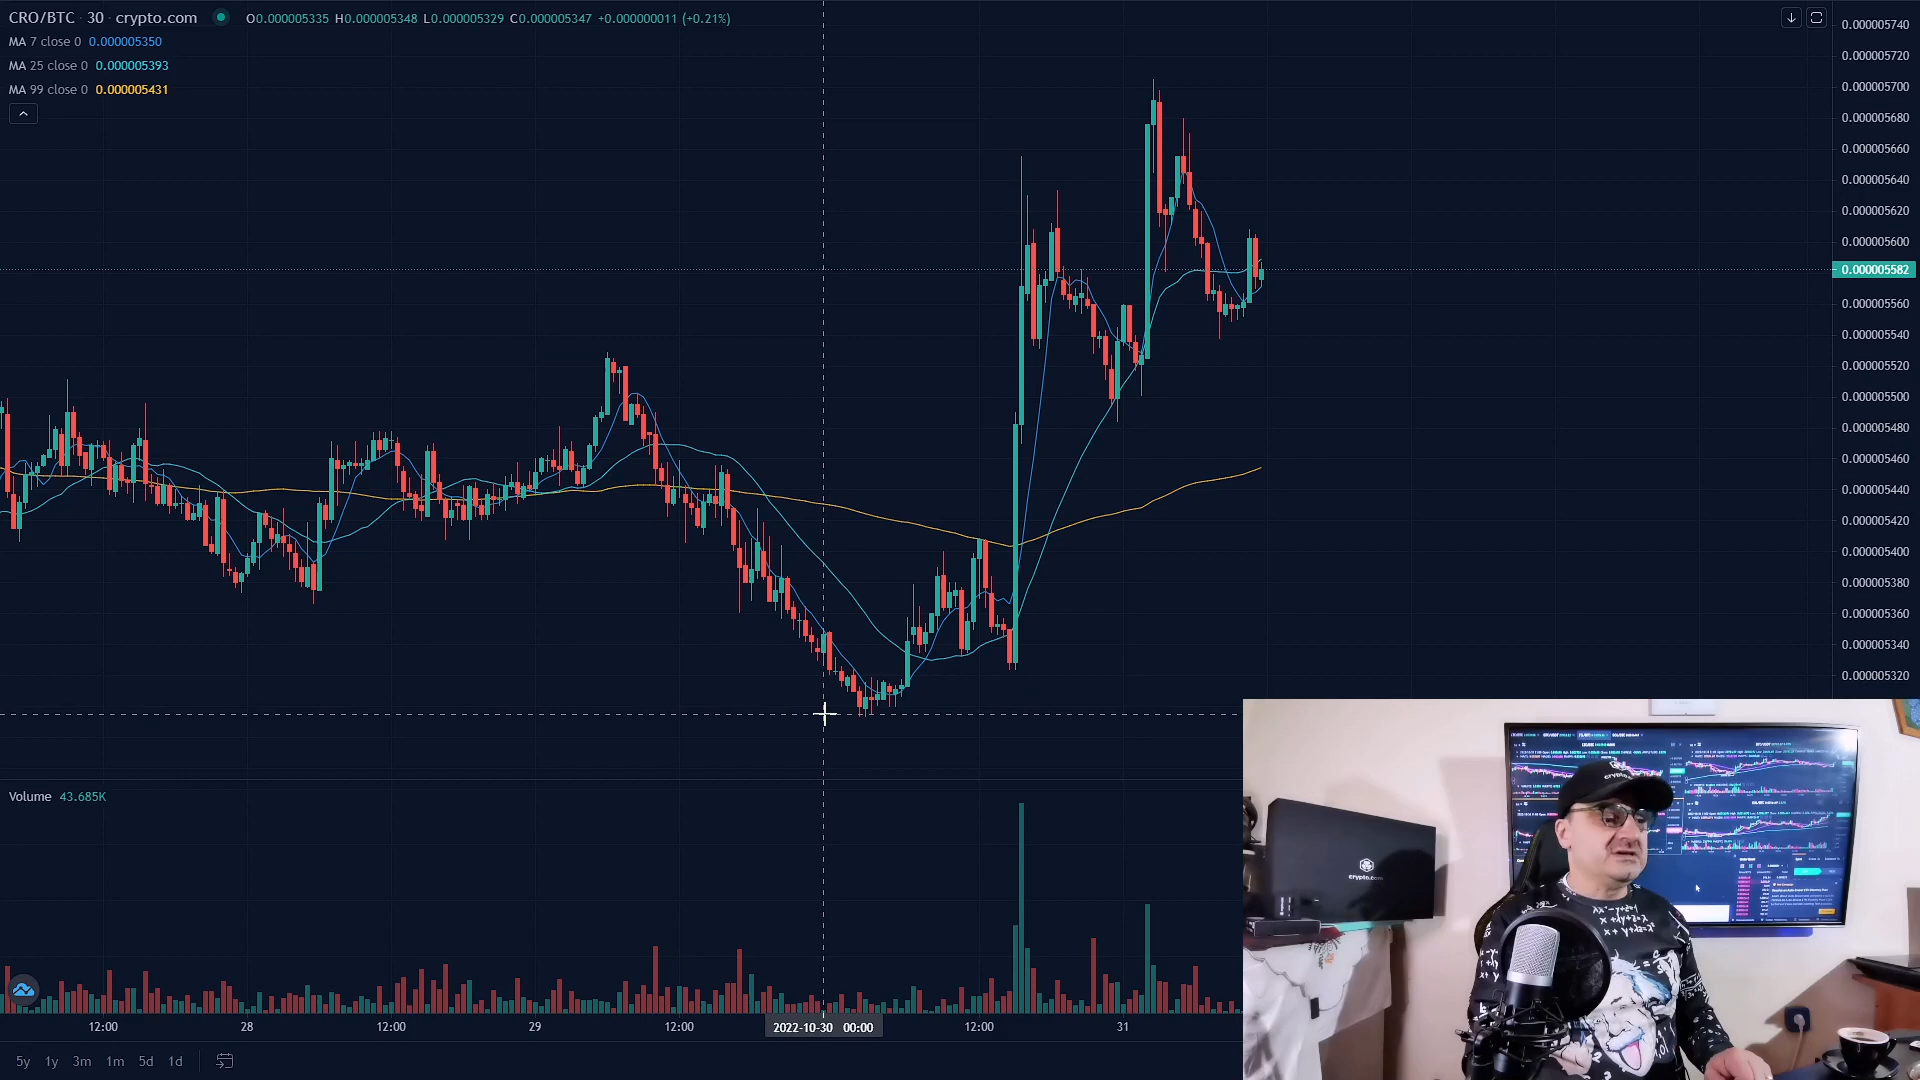 CRO/BTC · 30 · crypto.com O0.000005335 H0.000005348 L0.000005329 C0.000005347 +0.000000011 (+0.21%)
MA 7 close 0 0.000005350
MA 25 close 0 0.000005393
MA 99 close 0 0.000005431
0.000005740
0.000005720
0.000005700
0.000005680
0.000005660
0.000005640
0.000005620
0.000005600
0.000005582
0.000005560
0.000005540
0.000005520
0.000005500
0.000005480
0.000005460
0.000005440
0.000005420
0.000005400
0.000005380
0.000005360
0.000005340
0.000005320
Volume 43.685K
crypto.com
12:00 28 12:00 29 12:00 2022-10-30 00:00 12:00 31
5y 1y 3m 1m 5d 1d